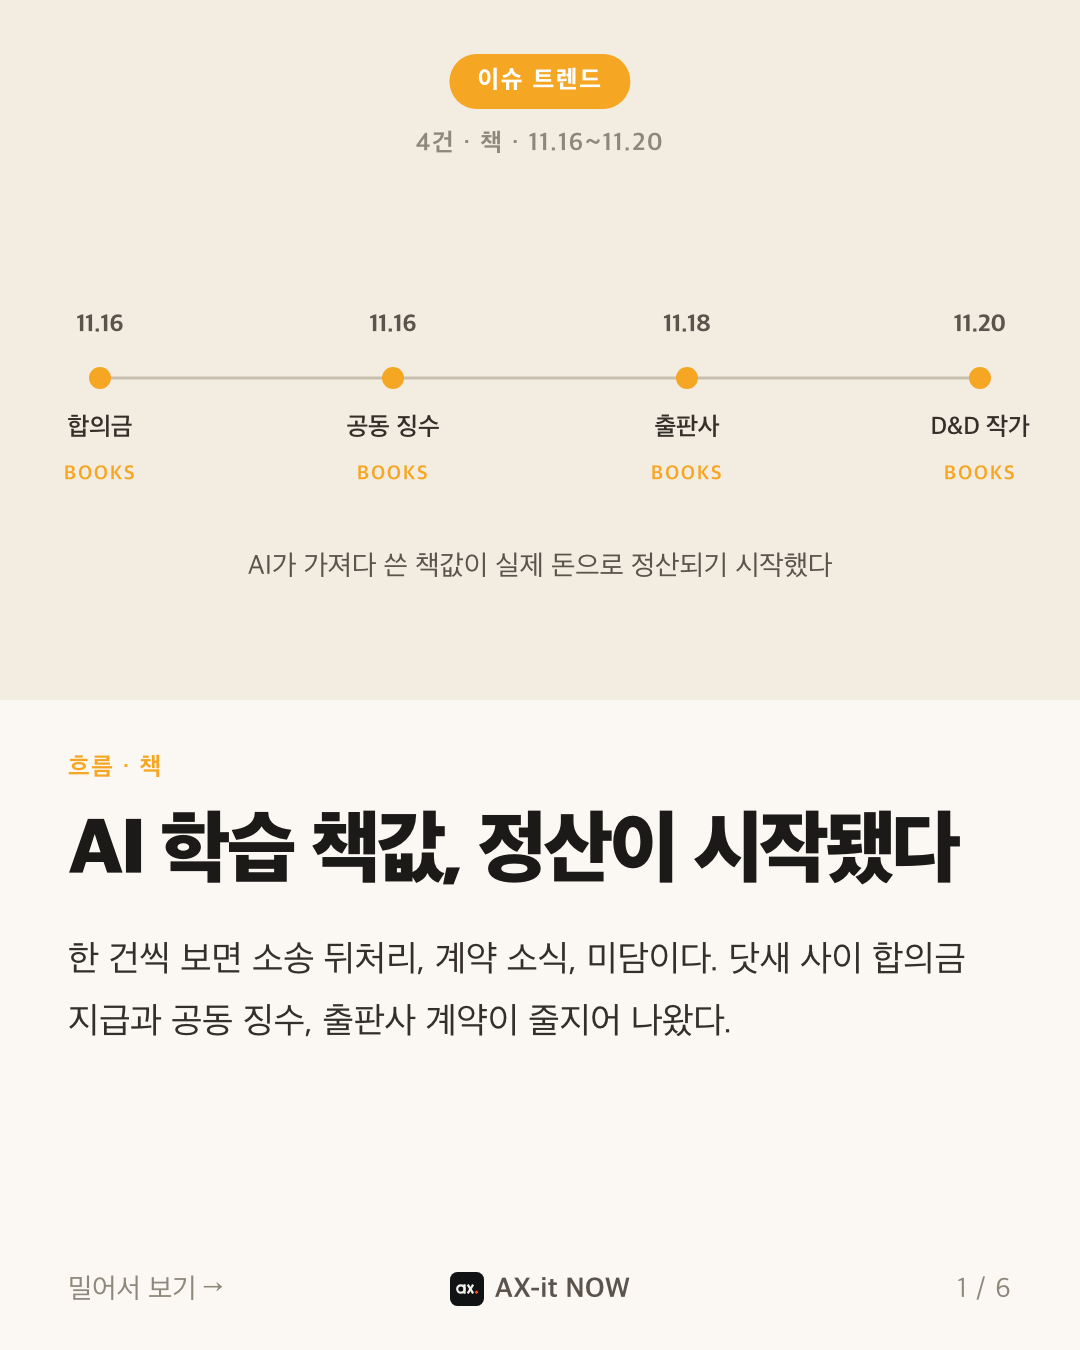 이슈 트렌드
4건 · 책 · 11.16~11.20
11.16 11.16 11.18 11.20
합의금 공동 징수 출판사 D&D 작가
BOOKS BOOKS BOOKS BOOKS
AI가 가져다 쓴 책값이 실제 돈으로 정산되기 시작했다
흐름 · 책
AI 학습 책값, 정산이 시작됐다
한 건씩 보면 소송 뒤처리, 계약 소식, 미담이다. 닷새 사이 합의금
지급과 공동 징수, 출판사 계약이 줄지어 나왔다.
밀어서 보기 → ax. AX-it NOW 1 / 6